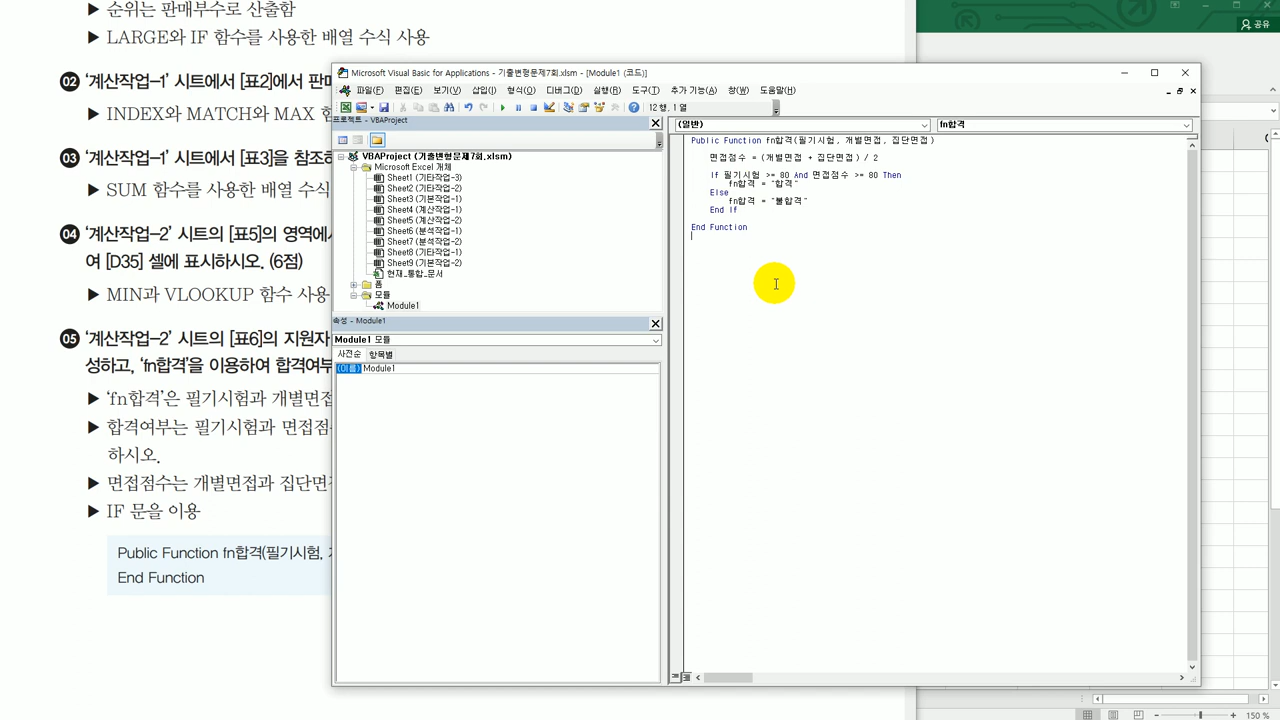 ▶ 순위는 판매부수로 산출함
▶ LARGE와 IF 함수를 사용한 배열 수식 사용
02 '계산작업-1' 시트에서 [표2]에서 판매
▶ INDEX와 MATCH와 MAX 함
03 '계산작업-1' 시트에서 [표3]을 참조하
▶ SUM 함수를 사용한 배열 수식
04 '계산작업-2' 시트의 [표5]의 영역에서
여 [D35] 셀에 표시하시오. (6점)
▶ MIN과 VLOOKUP 함수 사용
05 '계산작업-2' 시트의 [표6]의 지원자
성하고, 'fn합격'을 이용하여 합격여부
▶ 'fn합격'은 필기시험과 개별면접
▶ 합격여부는 필기시험과 면접점
하시오.
▶ 면접점수는 개별면접과 집단면
▶ IF 문을 이용
Public Function fn합격(필기시험,
End Function
공유
Microsoft Visual Basic for Applications - 기출변형문제7회.xlsm - [Module1 (코드)]
파일(F) 편집(E) 보기(V) 삽입(I) 형식(O) 디버그(D) 실행(R) 도구(T) 추가 기능(A) 창(W) 도움말(H)
12 행, 1 열
프로젝트 - VBAProject
VBAProject (기출변형문제7회.xlsm)
Microsoft Excel 개체
Sheet1 (기타작업-3)
Sheet2 (기타작업-2)
Sheet3 (기본작업-1)
Sheet4 (계산작업-1)
Sheet5 (계산작업-2)
Sheet6 (분석작업-1)
Sheet7 (분석작업-2)
Sheet8 (기타작업-1)
Sheet9 (기본작업-2)
현재_통합_문서
폼
모듈
Module1
속성 - Module1
Module1 모듈
사전순 항목별
(이름) Module1
(일반) fn합격
Public Function fn합격(필기시험, 개별면접, 집단면접)
면접점수 = (개별면접 + 집단면접) / 2
If 필기시험 >= 80 And 면접점수 >= 80 Then
fn합격 = "합격"
Else
fn합격 = "불합격"
End If
End Function
150 %